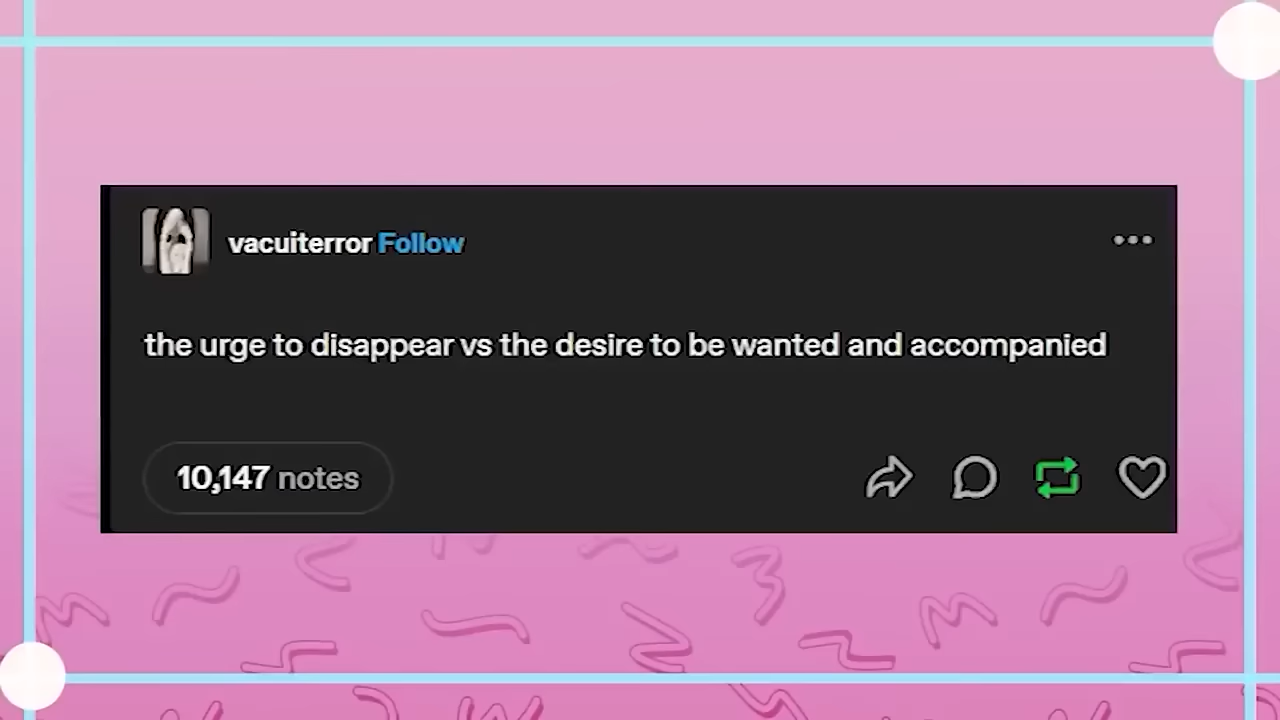 vacuiterror Follow
the urge to disappear vs the desire to be wanted and accompanied
10,147 notes